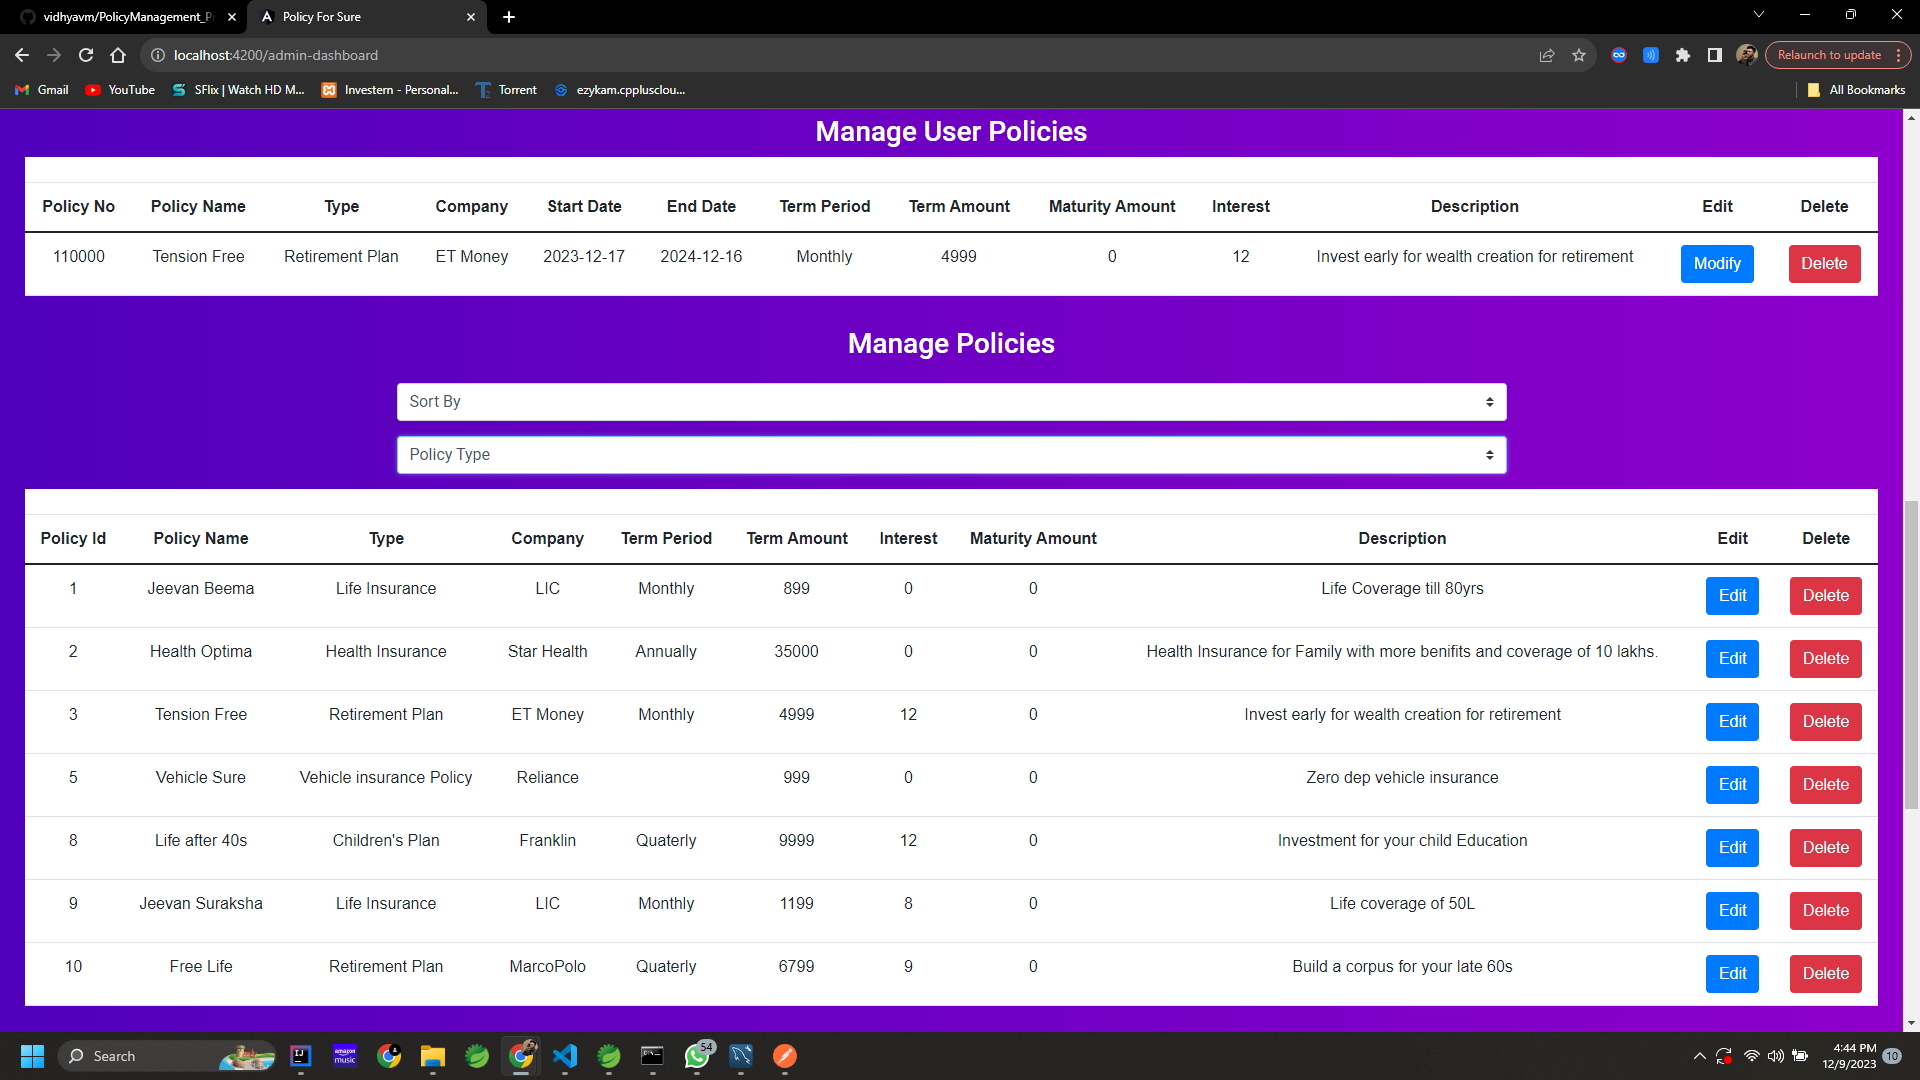 vidhyavm/PolicyManagement_P
Policy For Sure
localhost:4200/admin-dashboard
Relaunch to update
Gmail
YouTube
SFlix | Watch HD M...
Investern - Personal...
Torrent
ezykam.cpplusclou...
All Bookmarks
Manage User Policies
Policy No Policy Name Type Company Start Date End Date Term Period Term Amount Maturity Amount Interest Description Edit Delete
110000 Tension Free Retirement Plan ET Money 2023-12-17 2024-12-16 Monthly 4999 0 12 Invest early for wealth creation for retirement Modify Delete
Manage Policies
Sort By
Policy Type
Policy Id Policy Name Type Company Term Period Term Amount Interest Maturity Amount Description Edit Delete
1 Jeevan Beema Life Insurance LIC Monthly 899 0 0 Life Coverage till 80yrs Edit Delete
2 Health Optima Health Insurance Star Health Annually 35000 0 0 Health Insurance for Family with more benifits and coverage of 10 lakhs. Edit Delete
3 Tension Free Retirement Plan ET Money Monthly 4999 12 0 Invest early for wealth creation for retirement Edit Delete
5 Vehicle Sure Vehicle insurance Policy Reliance 999 0 0 Zero dep vehicle insurance Edit Delete
8 Life after 40s Children's Plan Franklin Quaterly 9999 12 0 Investment for your child Education Edit Delete
9 Jeevan Suraksha Life Insurance LIC Monthly 1199 8 0 Life coverage of 50L Edit Delete
10 Free Life Retirement Plan MarcoPolo Quaterly 6799 9 0 Build a corpus for your late 60s Edit Delete
Search
IJ
amazon music
54
4:44 PM
12/9/2023
10